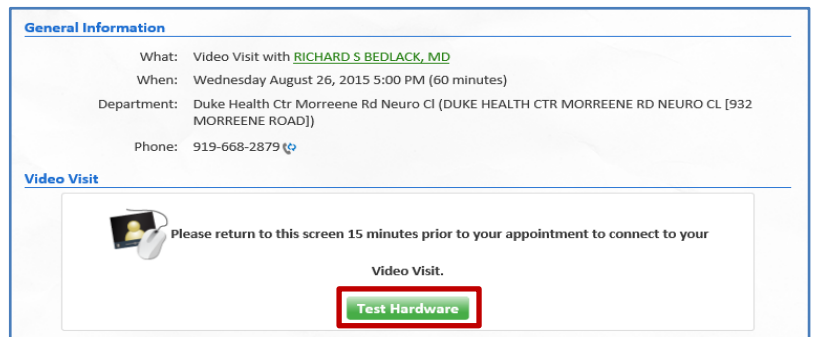 General Information
What: Video Visit with RICHARD S BEDLACK, MD
When: Wednesday August 26, 2015 5:00 PM (60 minutes)
Department: Duke Health Ctr Morreene Rd Neuro Cl (DUKE HEALTH CTR MORREENE RD NEURO CL [932
MORREENE ROAD])
Phone: 919-668-2879
Video Visit
Please return to this screen 15 minutes prior to your appointment to connect to your
Video Visit.
Test Hardware